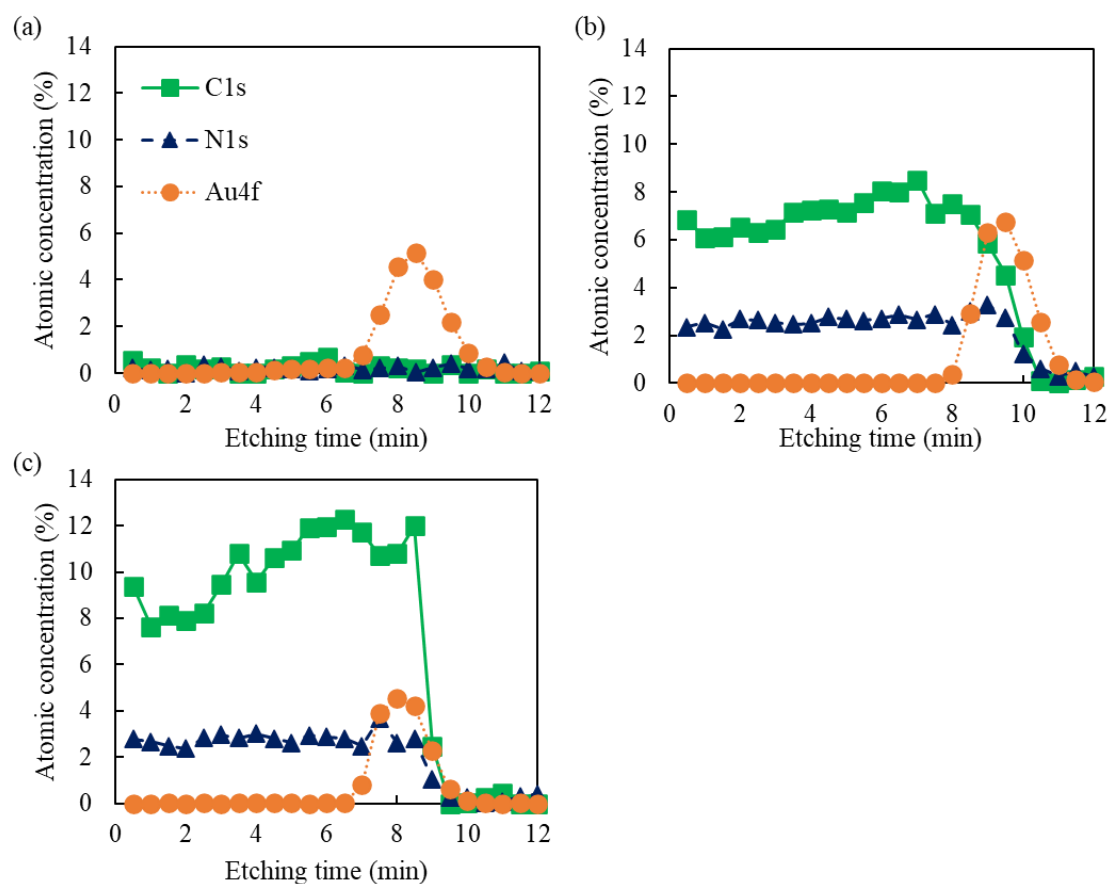 (a)
14
12
10
8
6
4
2
0
Atomic concentration (%)
C1s
N1s
Au4f
0 2 4 6 8 10 12
Etching time (min)
(b)
14
12
10
8
6
4
2
0
Atomic concentration (%)
0 2 4 6 8 10 12
Etching time (min)
(c)
14
12
10
8
6
4
2
0
Atomic concentration (%)
0 2 4 6 8 10 12
Etching time (min)